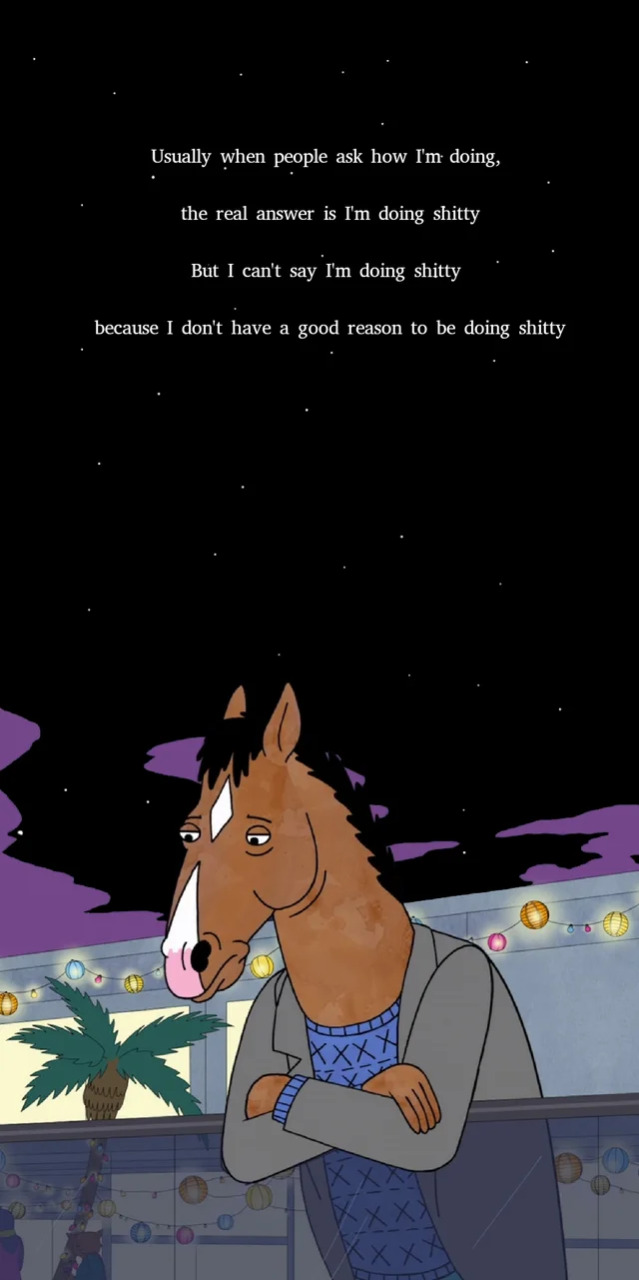 Usually when people ask how I'm doing,
the real answer is I'm doing shitty
But I can't say I'm doing shitty
because I don't have a good reason to be doing shitty